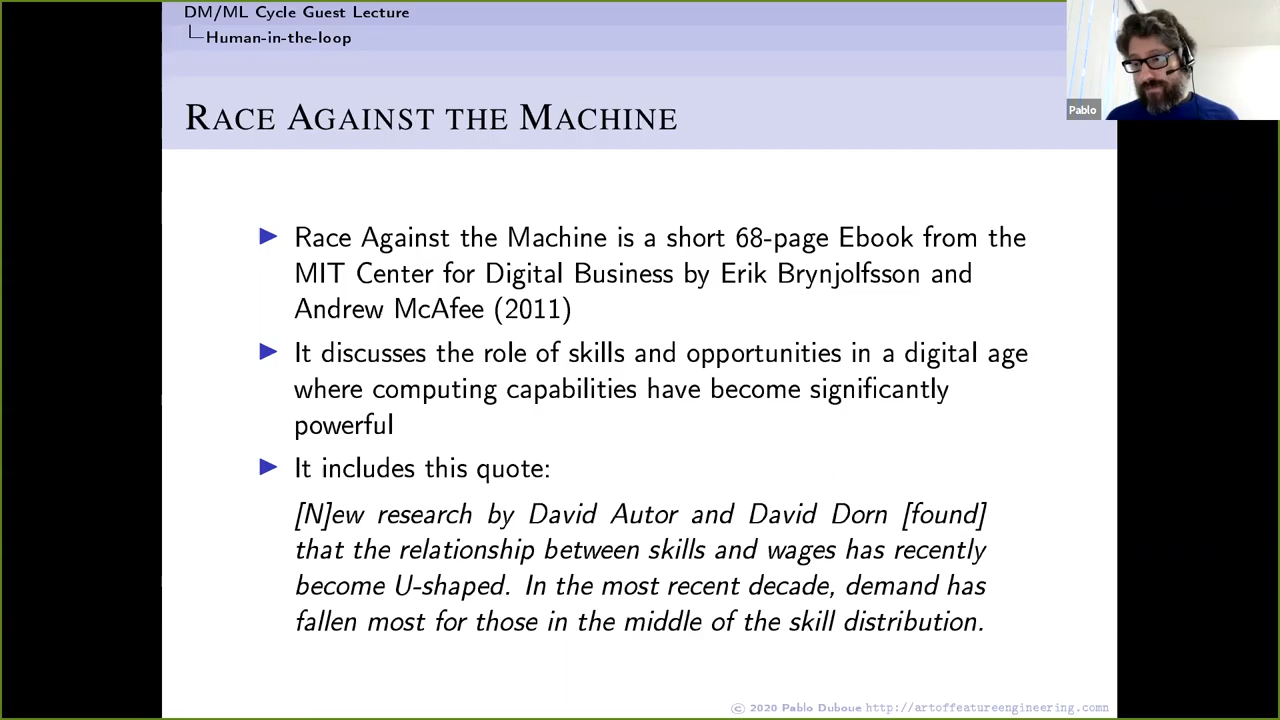 DM/ML Cycle Guest Lecture
Human-in-the-loop
RACE AGAINST THE MACHINE
Pablo
Race Against the Machine is a short 68-page Ebook from the
MIT Center for Digital Business by Erik Brynjolfsson and
Andrew McAfee (2011)
It discusses the role of skills and opportunities in a digital age
where computing capabilities have become significantly
powerful
It includes this quote:
[N]ew research by David Autor and David Dorn [found]
that the relationship between skills and wages has recently
become U-shaped. In the most recent decade, demand has
fallen most for those in the middle of the skill distribution.
© 2020 Pablo Duboue http://artoffeatureengineering.comn